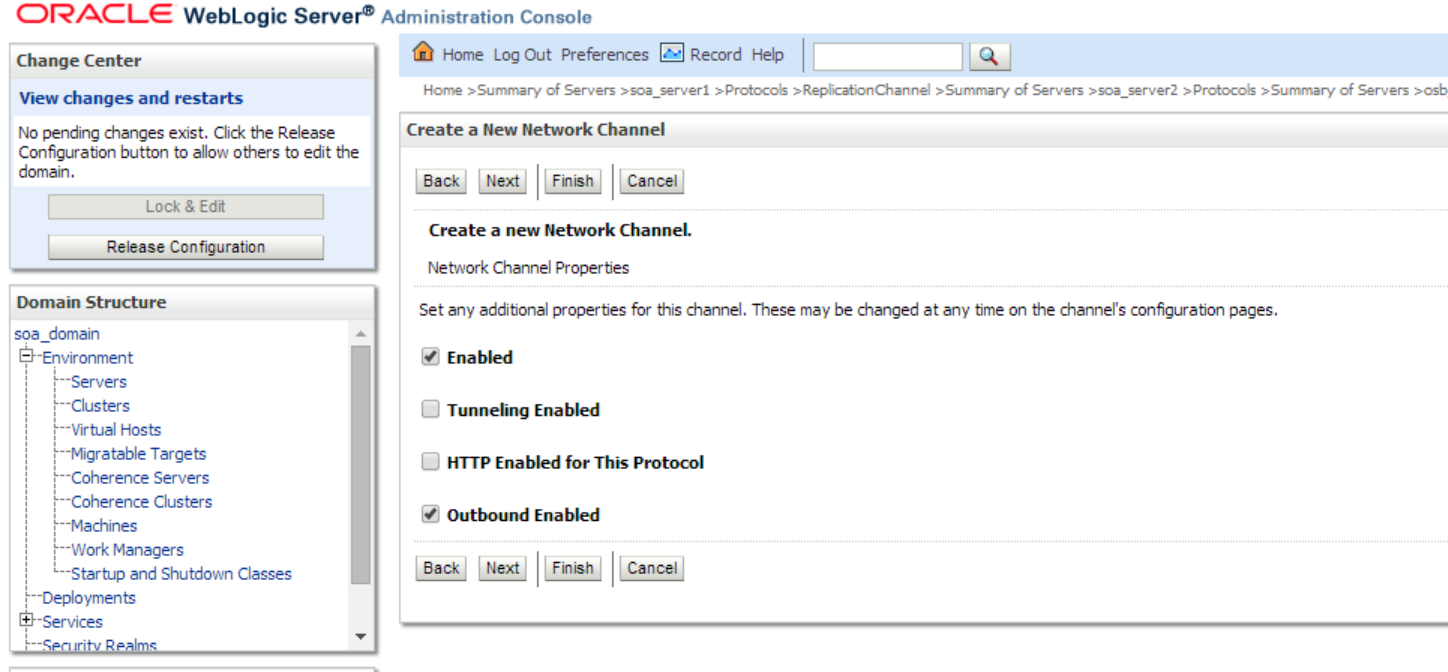 ORACLE WebLogic Server® Administration Console
Change Center
View changes and restarts
No pending changes exist. Click the Release
Configuration button to allow others to edit the
domain.
Lock & Edit
Release Configuration
Domain Structure
soa_domain
Environment
Servers
Clusters
Virtual Hosts
Migratable Targets
Coherence Servers
Coherence Clusters
Machines
Work Managers
Startup and Shutdown Classes
Deployments
Services
Security Realms
Home Log Out Preferences Record Help
Home >Summary of Servers >soa_server1 >Protocols >ReplicationChannel >Summary of Servers >soa_server2 >Protocols >Summary of Servers >osb
Create a New Network Channel
Back Next Finish Cancel
Create a new Network Channel.
Network Channel Properties
Set any additional properties for this channel. These may be changed at any time on the channel's configuration pages.
Enabled
Tunneling Enabled
HTTP Enabled for This Protocol
Outbound Enabled
Back Next Finish Cancel